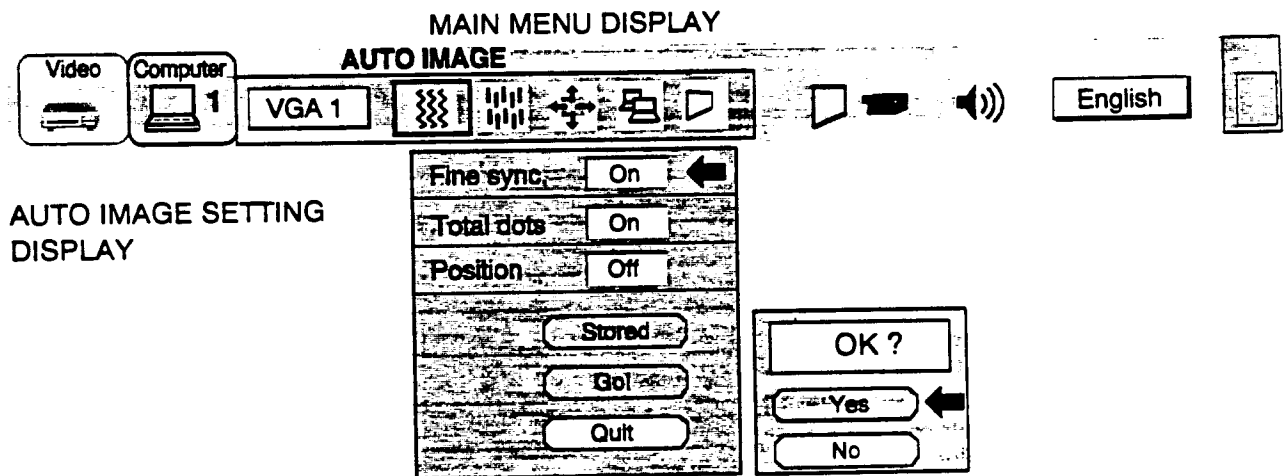 MAIN MENU DISPLAY
AUTO IMAGE
Video
Computer
1
VGA 1
English
Fine sync. On
AUTO IMAGE SETTING
DISPLAY
Total dots On
Position Off
Stored
Go!
Quit
OK ?
Yes
No